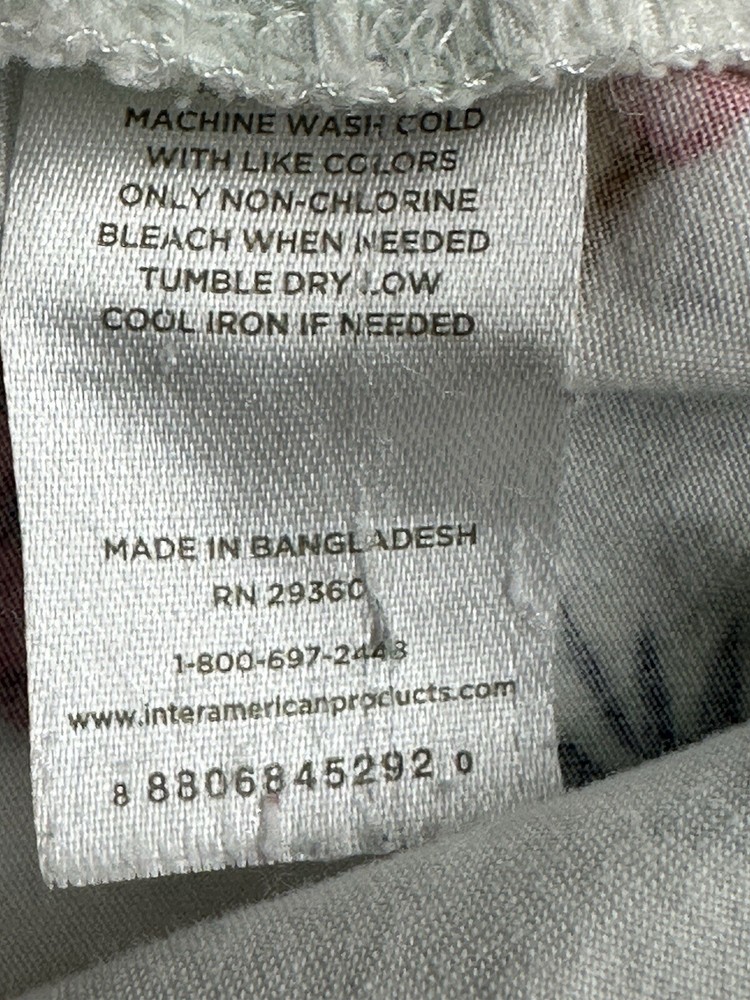 MACHINE WASH COLD
WITH LIKE COLORS
ONLY NON-CHLORINE
BLEACH WHEN NEEDED
TUMBLE DRY LOW
COOL IRON IF NEEDED
MADE IN BANGLADESH
RN 29360
1-800-697-2448
www.interamericanproducts.com
8 8806845292 0